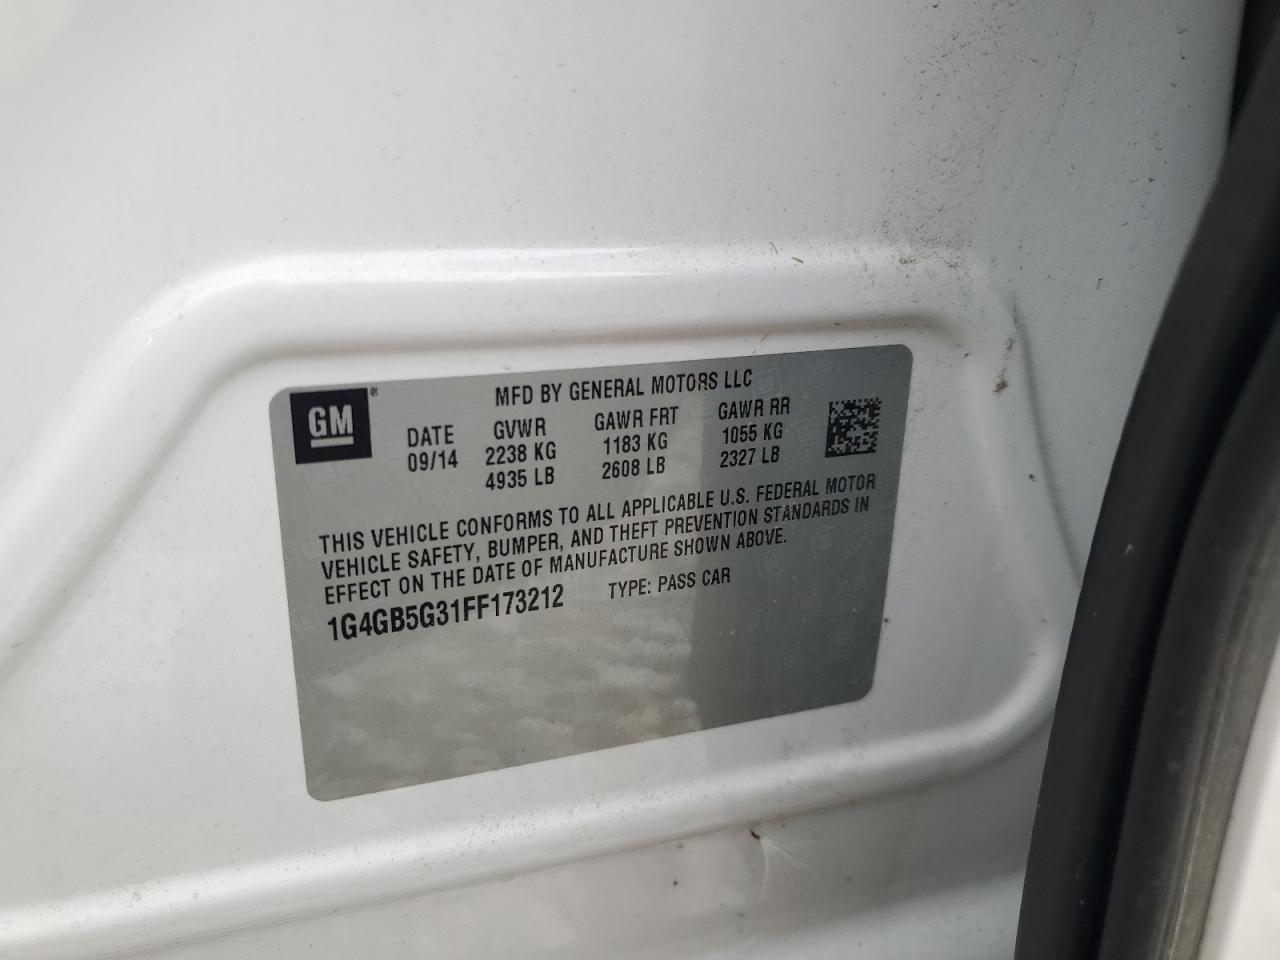 GM ®
MFD BY GENERAL MOTORS LLC
DATE GVWR GAWR FRT GAWR RR
09/14 2238 KG 1183 KG 1055 KG
4935 LB 2608 LB 2327 LB
THIS VEHICLE CONFORMS TO ALL APPLICABLE U.S. FEDERAL MOTOR
VEHICLE SAFETY, BUMPER, AND THEFT PREVENTION STANDARDS IN
EFFECT ON THE DATE OF MANUFACTURE SHOWN ABOVE.
1G4GB5G31FF173212 TYPE: PASS CAR